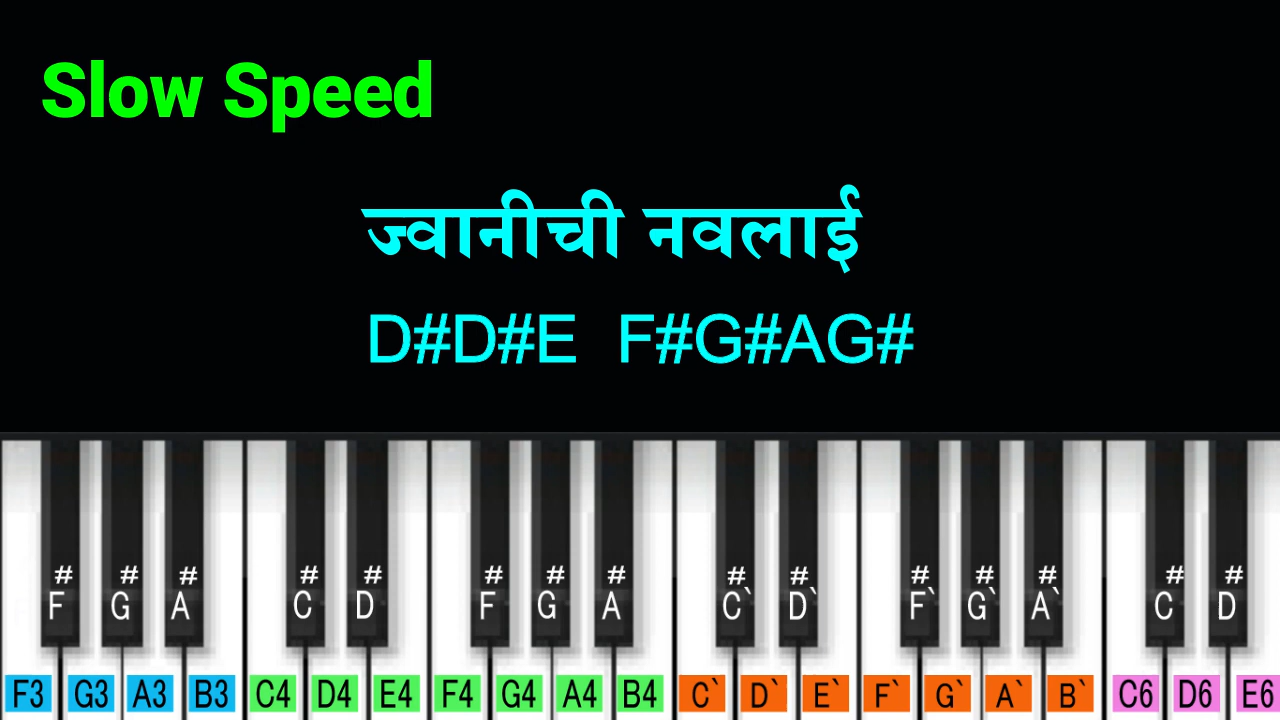 Slow Speed
ज्वानीची नवलाई
D#D#E F#G#AG#
# # # # # # # # # # # # # # # #
F G A C D F G A C` D` F` G` A` C D
F3 G3 A3 B3 C4 D4 E4 F4 G4 A4 B4 C` D` E` F` G` A` B` C6 D6 E6